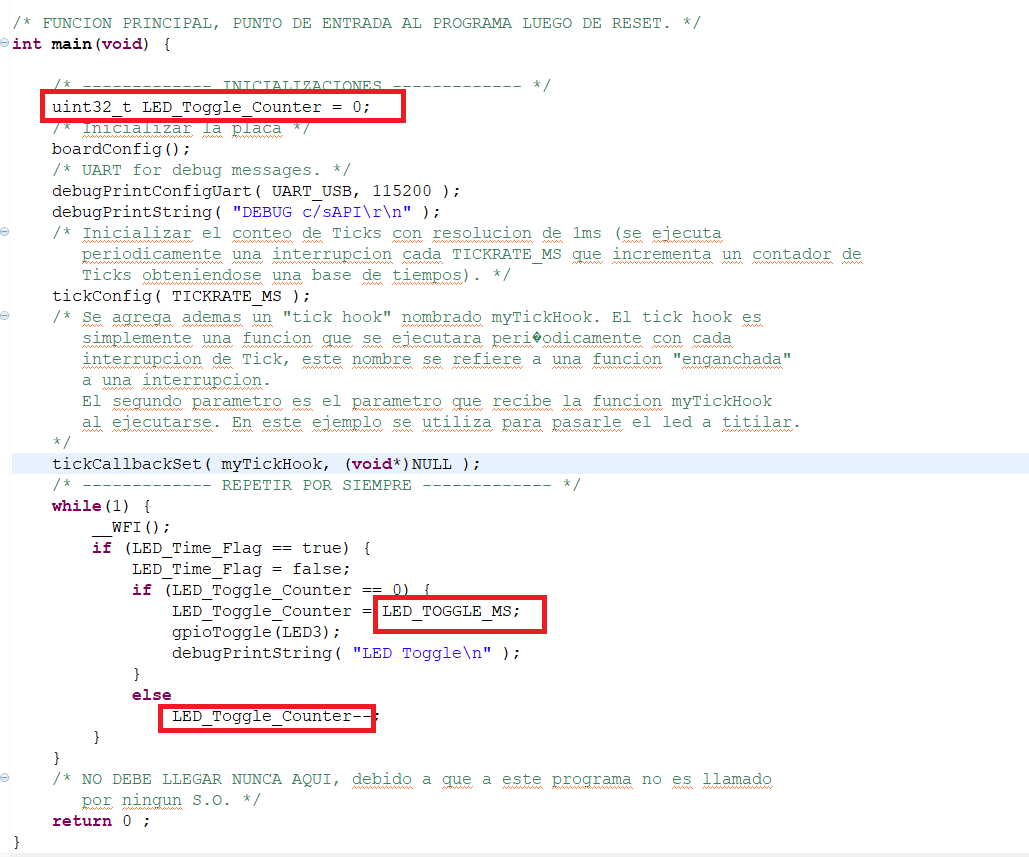 /* FUNCION PRINCIPAL, PUNTO DE ENTRADA AL PROGRAMA LUEGO DE RESET. */
int main(void) {
/* ------------- INICIALIZACIONES ------------- */
uint32_t LED_Toggle_Counter = 0;
/* Inicializar la placa */
boardConfig();
/* UART for debug messages. */
debugPrintConfigUart( UART_USB, 115200 );
debugPrintString( "DEBUG c/sAPI\r\n" );
/* Inicializar el conteo de Ticks con resolucion de 1ms (se ejecuta
periodicamente una interrupcion cada TICKRATE_MS que incrementa un contador de
Ticks obteniendose una base de tiempos). */
tickConfig( TICKRATE_MS );
/* Se agrega ademas un "tick hook" nombrado myTickHook. El tick hook es
simplemente una funcion que se ejecutara peri�odicamente con cada
interrupcion de Tick, este nombre se refiere a una funcion "enganchada"
a una interrupcion.
El segundo parametro es el parametro que recibe la funcion myTickHook
al ejecutarse. En este ejemplo se utiliza para pasarle el led a titilar.
*/
tickCallbackSet( myTickHook, (void*)NULL );
/* ------------- REPETIR POR SIEMPRE ------------- */
while(1) {
__WFI();
if (LED_Time_Flag == true) {
LED_Time_Flag = false;
if (LED_Toggle_Counter == 0) {
LED_Toggle_Counter = LED_TOGGLE_MS;
gpioToggle(LED3);
debugPrintString( "LED Toggle\n" );
}
else
LED_Toggle_Counter--;
}
}
/* NO DEBE LLEGAR NUNCA AQUI, debido a que a este programa no es llamado
por ningun S.O. */
return 0 ;
}